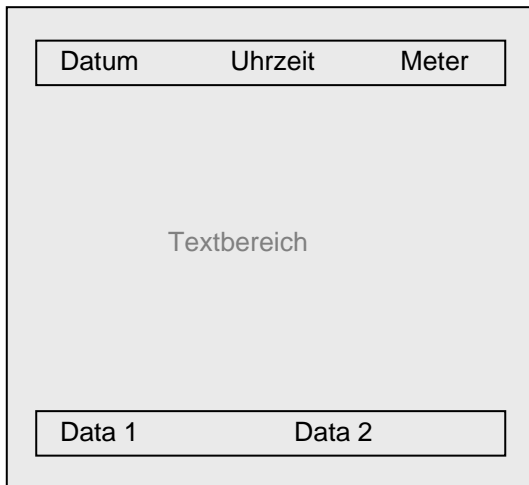 Datum Uhrzeit Meter
Textbereich
Data 1 Data 2